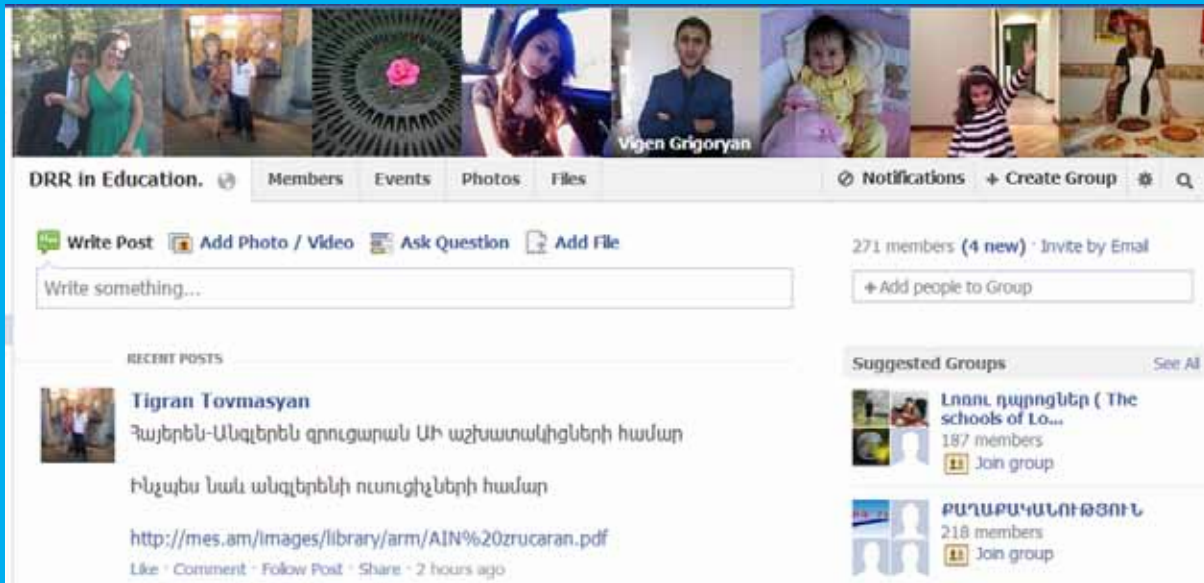 Vigen Grigoryan
DRR in Education.
Members
Events
Photos
Files
Notifications
+ Create Group
Write Post
Add Photo / Video
Ask Question
Add File
Write something...
271 members (4 new) · Invite by Email
+ Add people to Group
RECENT POSTS
Tigran Tovmasyan
Հայերեն-Անգլերեն զրուցարան ԱԻ աշխատակիցների համար
Ինչպես նաև անգլերենի ուսուցիչների համար
http://mes.am/images/library/arm/AIN%20zrucaran.pdf
Like · Comment · Follow Post · Share · 2 hours ago
Suggested Groups
See All
Լոռու դպրոցներ ( The
schools of Lo...
187 members
Join group
ՔԱՂԱՔԱԿԱՆՈՒԹՅՈՒՆ
218 members
Join group